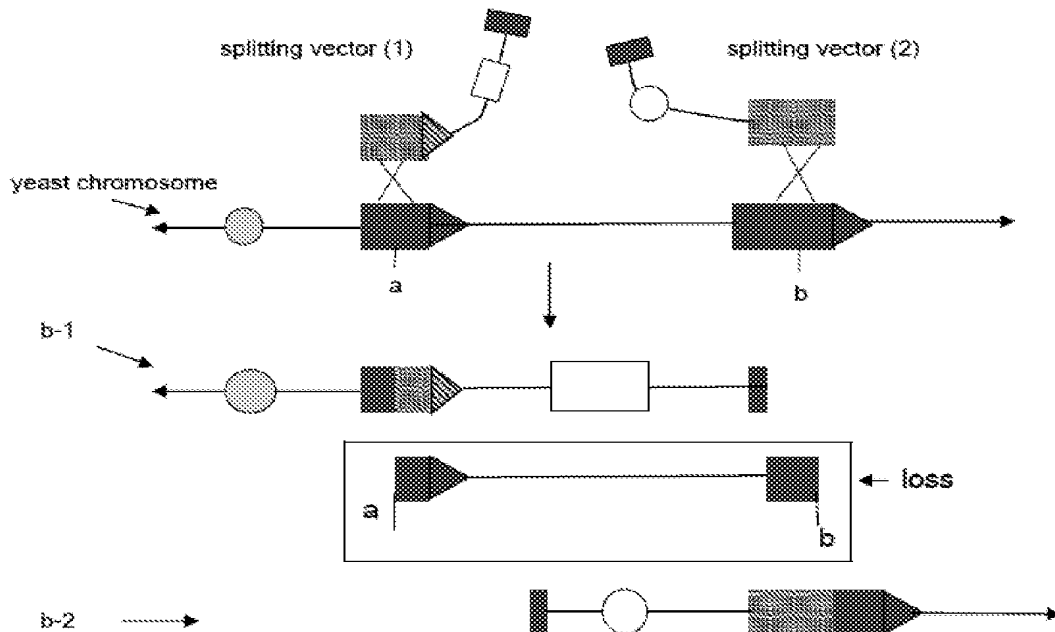 splitting vector (1)
splitting vector (2)
yeast chromosome
a
b
b-1
a
b
loss
b-2